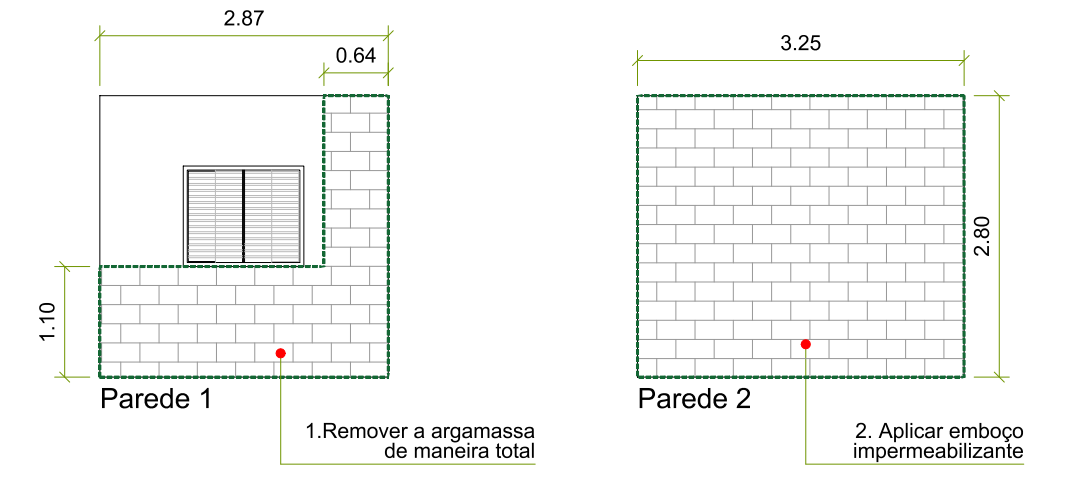 2.87
0.64
1.10
Parede 1
1.Remover a argamassa
de maneira total
3.25
2.80
Parede 2
2. Aplicar emboço
impermeabilizante